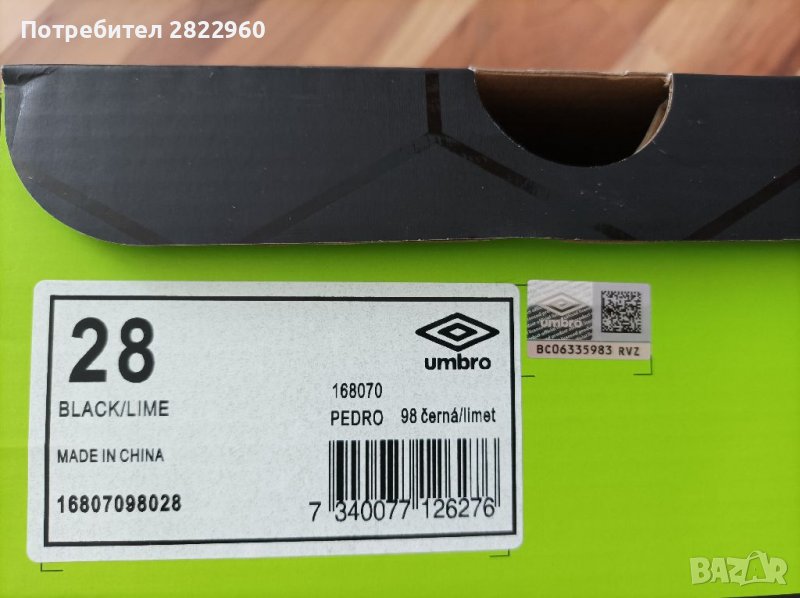 Потребител 2822960
28
BLACK/LIME
MADE IN CHINA
16807098028
umbro
168070
PEDRO 98 černá/limet
7 340077 126276
umbro
BC06335983 RVZ
BAZAR